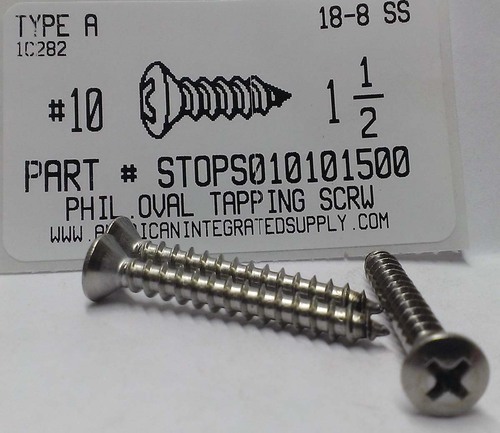 TYPE A
18-8 SS
1C282
#10
1 1/2
PART # STOPS010101500
PHIL.OVAL TAPPING SCRW
WWW.AMERICANINTEGRATEDSUPPLY.COM